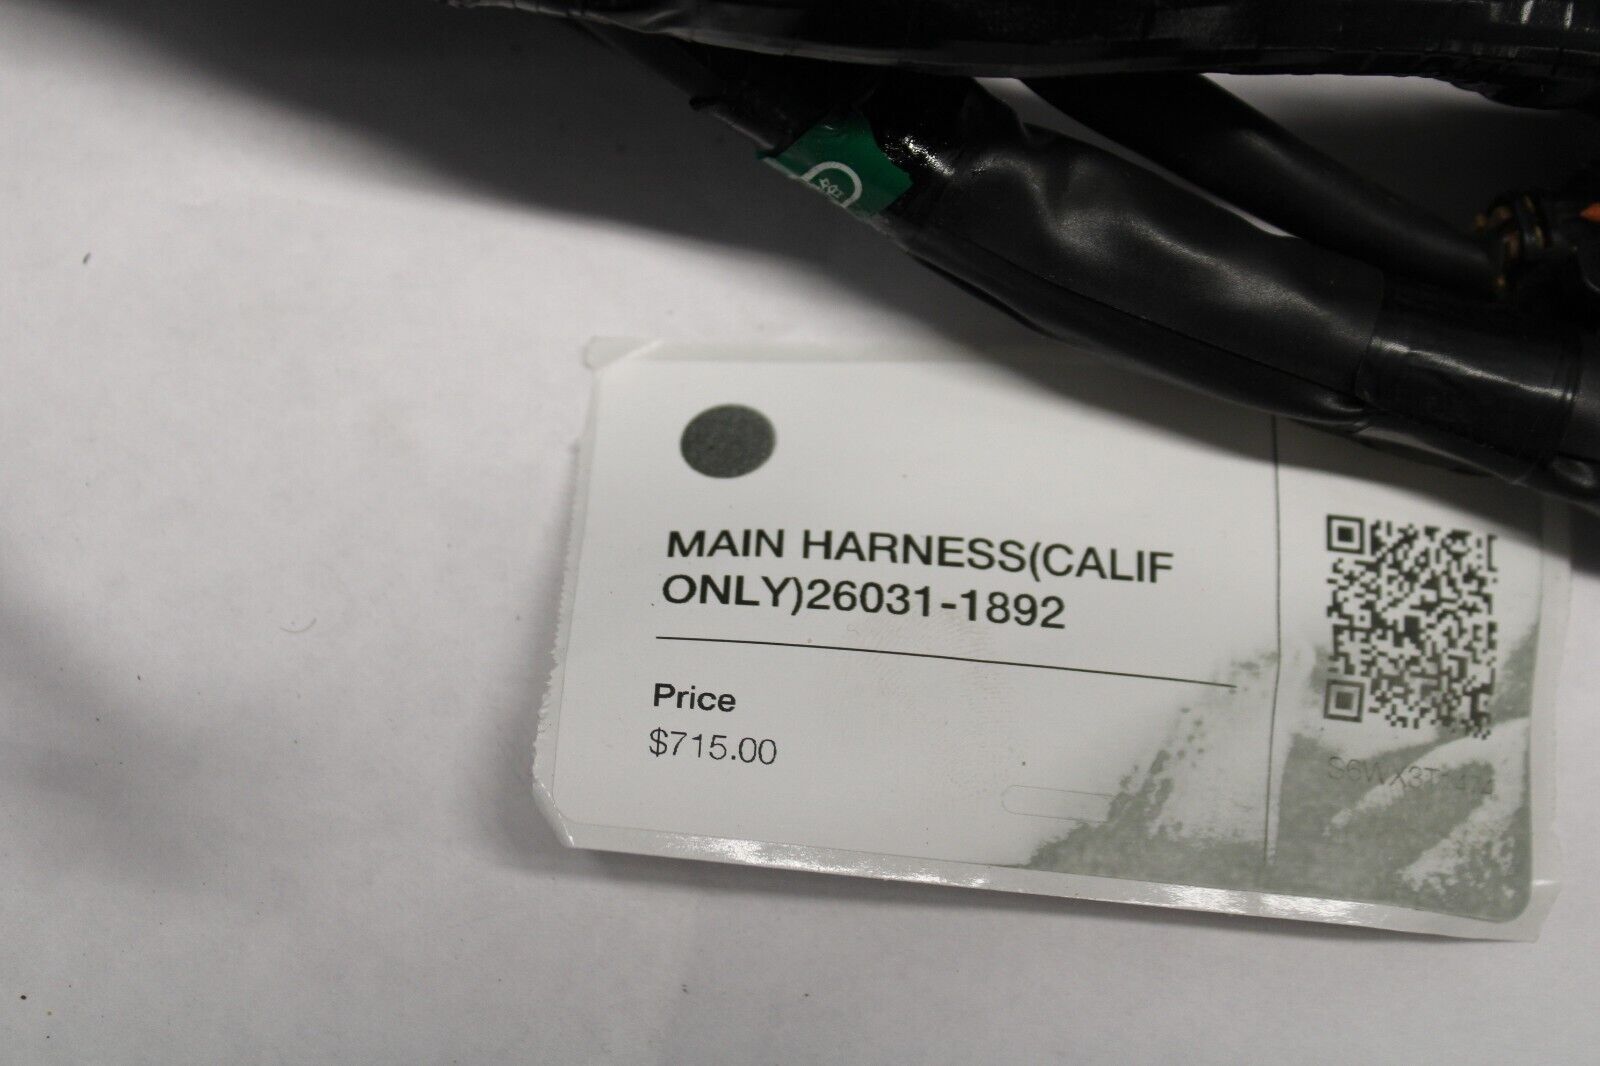 MAIN HARNESS(CALIF
ONLY)26031-1892
Price
$715.00